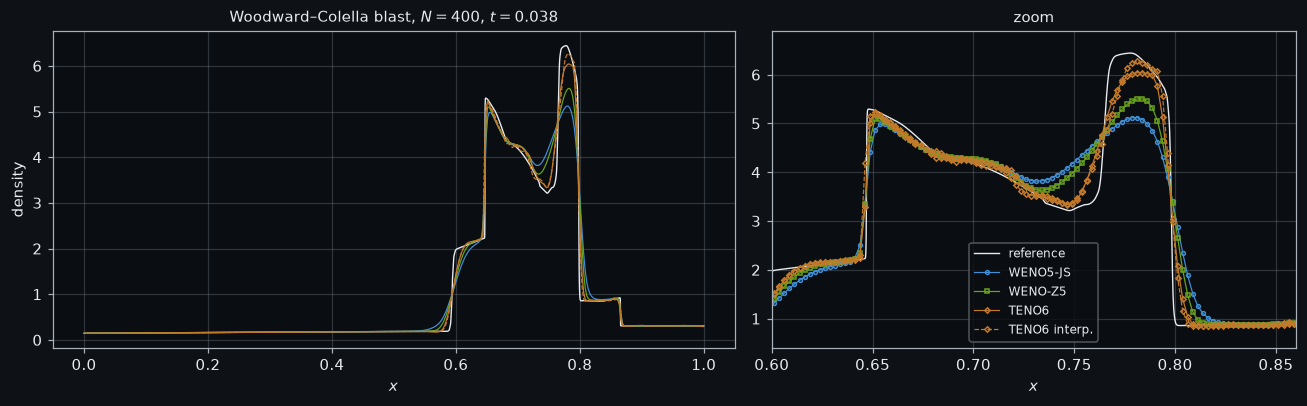 Woodward–Colella blast, N = 400, t = 0.038
density
6
5
4
3
2
1
0
0.0 0.2 0.4 0.6 0.8 1.0
x
zoom
6
5
4
3
2
1
reference
WENO5-JS
WENO-Z5
TENO6
TENO6 interp.
0.60 0.65 0.70 0.75 0.80 0.85
x